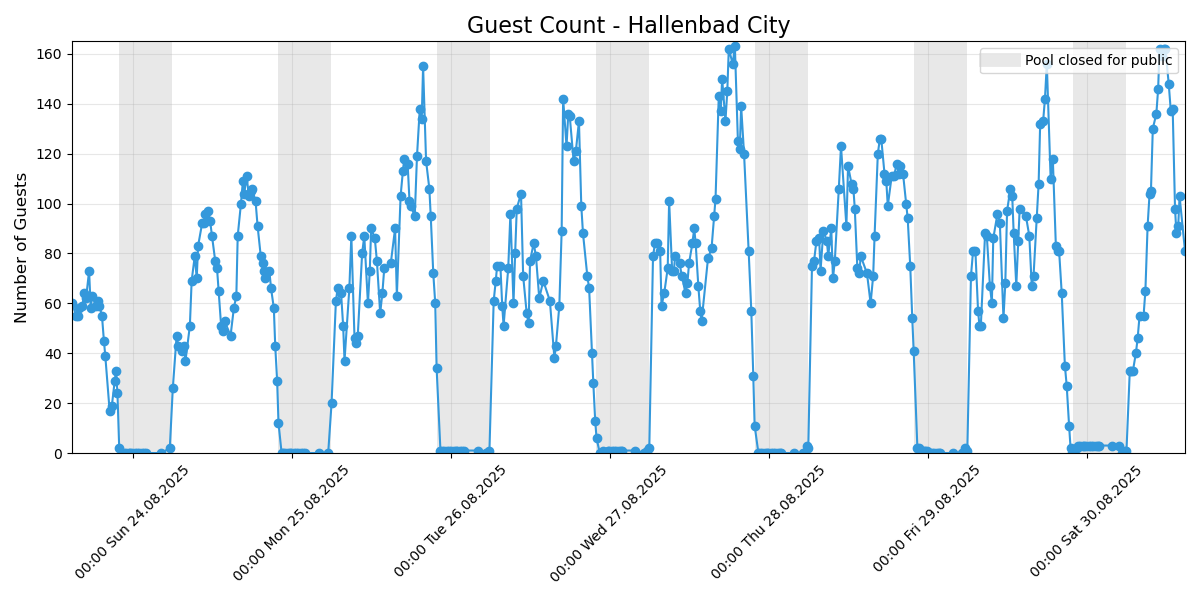 Guest Count - Hallenbad City
Pool closed for public
Number of Guests
160
140
120
100
80
60
40
20
0
00:00 Sun 24.08.2025
00:00 Mon 25.08.2025
00:00 Tue 26.08.2025
00:00 Wed 27.08.2025
00:00 Thu 28.08.2025
00:00 Fri 29.08.2025
00:00 Sat 30.08.2025